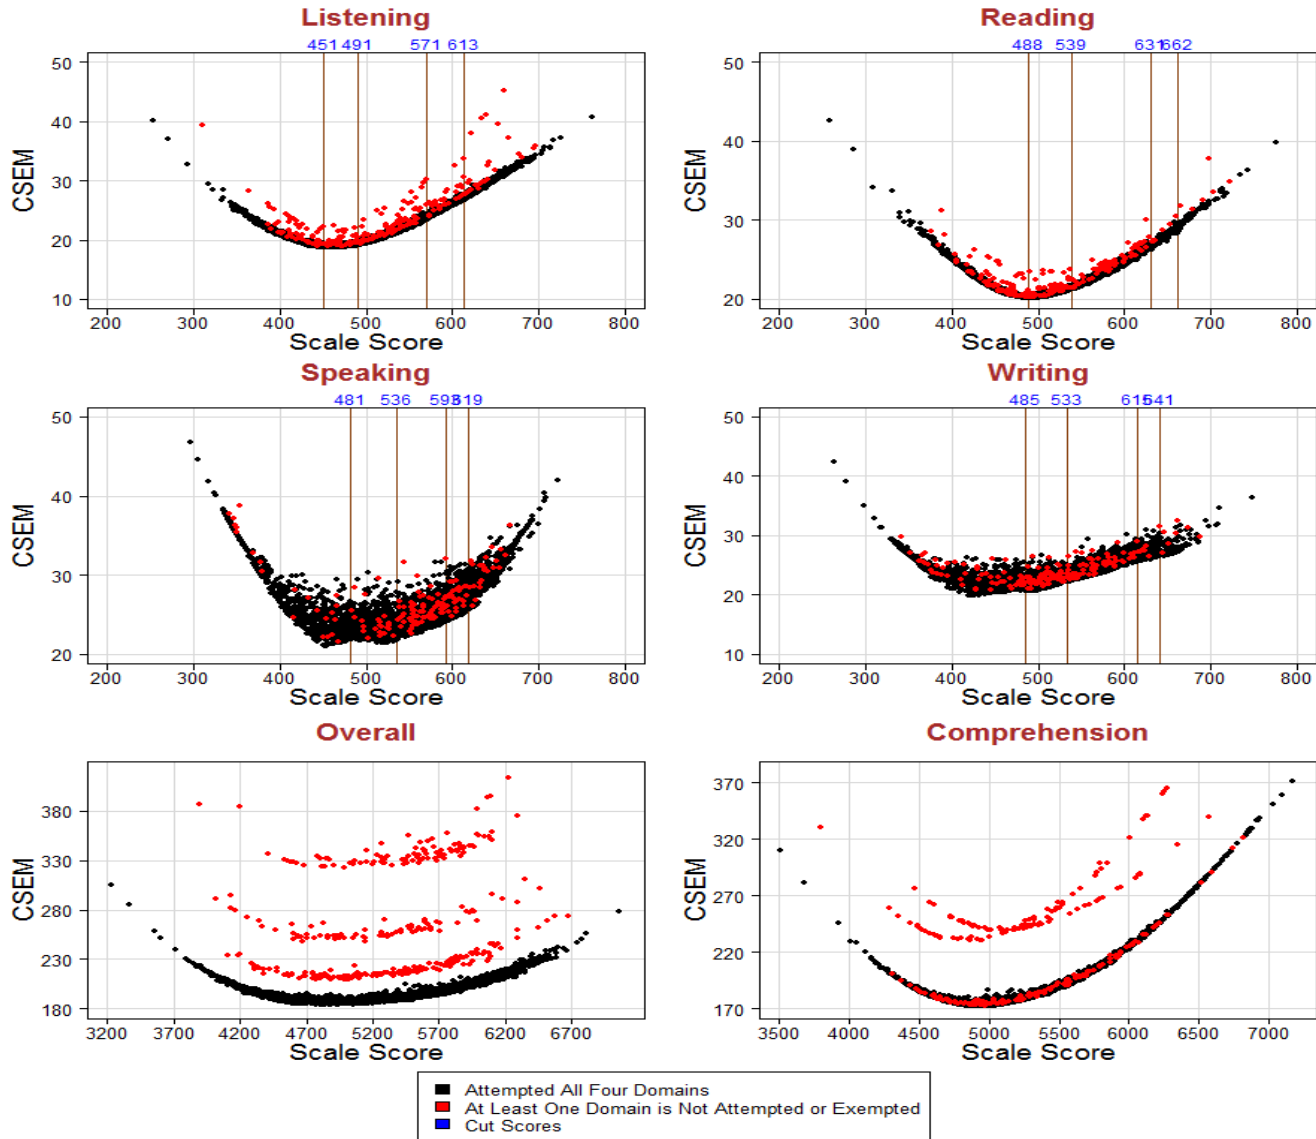 Listening
451 491 571 613
50
40
30
20
10
CSEM
200 300 400 500 600 700 800
Scale Score
Reading
488 539 631 662
50
40
30
20
CSEM
200 300 400 500 600 700 800
Scale Score
Speaking
481 536 593 619
50
40
30
20
CSEM
200 300 400 500 600 700 800
Scale Score
Writing
485 533 615 641
50
40
30
20
10
CSEM
200 300 400 500 600 700 800
Scale Score
Overall
380
330
280
230
180
CSEM
3200 3700 4200 4700 5200 5700 6200 6700
Scale Score
Comprehension
370
320
270
220
170
CSEM
3500 4000 4500 5000 5500 6000 6500 7000
Scale Score
Attempted All Four Domains
At Least One Domain is Not Attempted or Exempted
Cut Scores